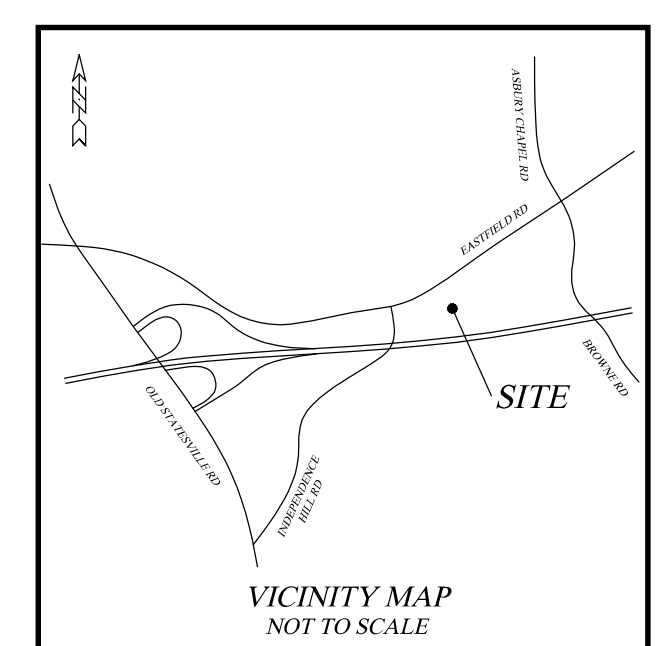 ASBURY CHAPEL RD
EASTFIELD RD
BROWNE RD
SITE
OLD STATESVILLE RD
INDEPENDENCE
HILL RD
VICINITY MAP
NOT TO SCALE